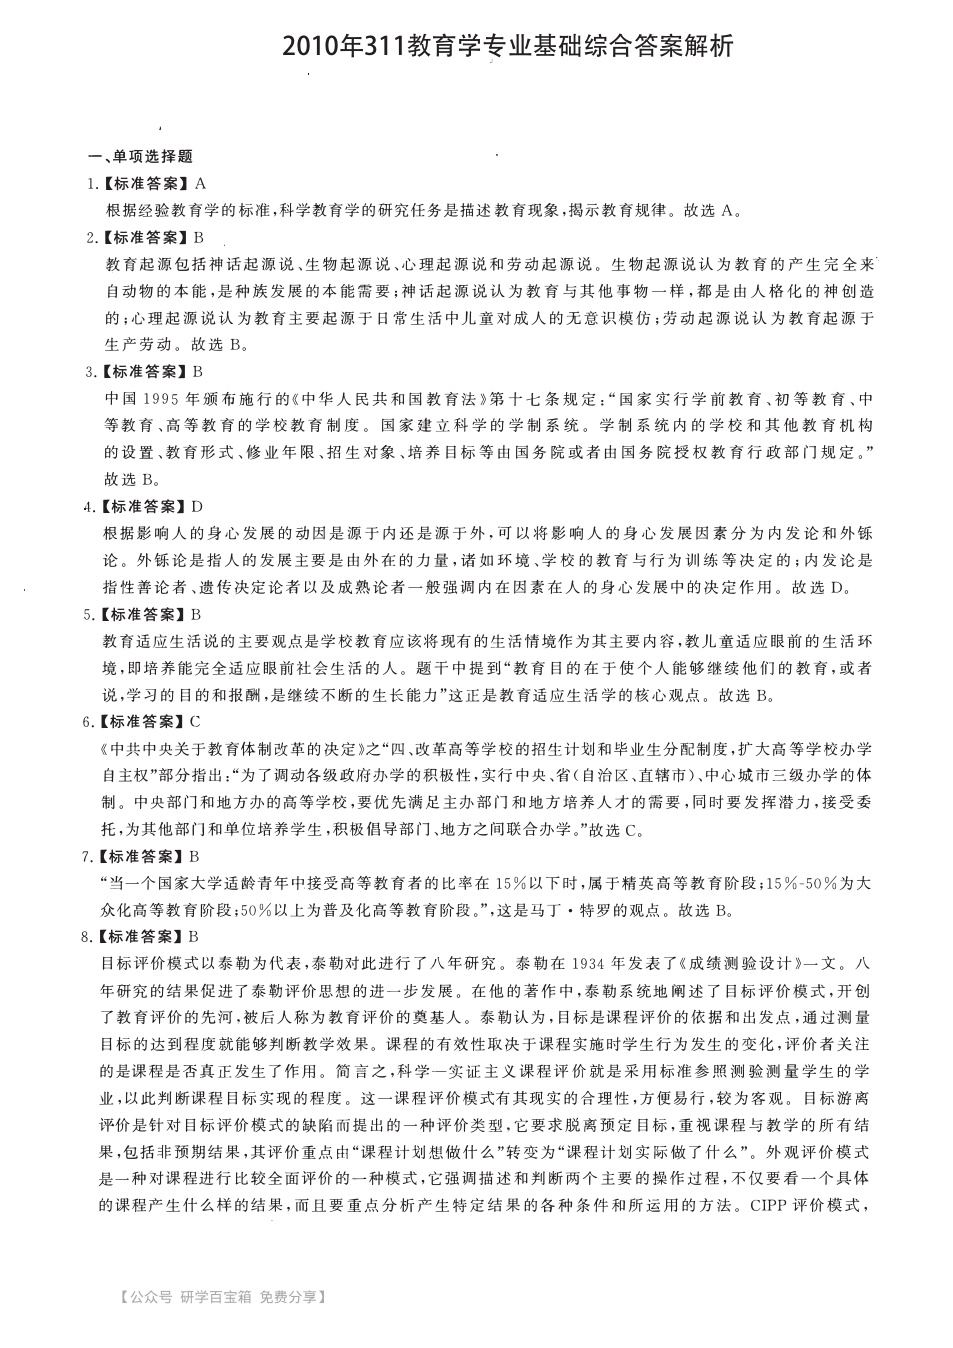 2010年311教育学专业基础综合答案解析
一、单项选择题
1.【标准答案】A
根据经验教育学的标准,科学教育学的研究任务是描述教育现象,揭示教育规律。故选 A。
2.【标准答案】B
教育起源包括神话起源说、生物起源说、心理起源说和劳动起源说。生物起源说认为教育的产生完全来
自动物的本能,是种族发展的本能需要;神话起源说认为教育与其他事物一样,都是由人格化的神创造
的;心理起源说认为教育主要起源于日常生活中儿童对成人的无意识模仿;劳动起源说认为教育起源于
生产劳动。故选 B。
3.【标准答案】B
中国 1995 年颁布施行的《中华人民共和国教育法》第十七条规定:“国家实行学前教育、初等教育、中
等教育、高等教育的学校教育制度。国家建立科学的学制系统。学制系统内的学校和其他教育机构
的设置、教育形式、修业年限、招生对象、培养目标等由国务院或者由国务院授权教育行政部门规定。”
故选 B。
4.【标准答案】D
根据影响人的身心发展的动因是源于内还是源于外,可以将影响人的身心发展因素分为内发论和外铄
论。外铄论是指人的发展主要是由外在的力量,诸如环境、学校的教育与行为训练等决定的;内发论是
指性善论者、遗传决定论者以及成熟论者一般强调内在因素在人的身心发展中的决定作用。故选 D。
5.【标准答案】B
教育适应生活说的主要观点是学校教育应该将现有的生活情境作为其主要内容,教儿童适应眼前的生活环
境,即培养能完全适应眼前社会生活的人。题干中提到“教育目的在于使个人能够继续他们的教育,或者
说,学习的目的和报酬,是继续不断的生长能力”这正是教育适应生活学的核心观点。故选 B。
6.【标准答案】C
《中共中央关于教育体制改革的决定》之“四、改革高等学校的招生计划和毕业生分配制度,扩大高等学校办学
自主权”部分指出:“为了调动各级政府办学的积极性,实行中央、省(自治区、直辖市)、中心城市三级办学的体
制。中央部门和地方办的高等学校,要优先满足主办部门和地方培养人才的需要,同时要发挥潜力,接受委
托,为其他部门和单位培养学生,积极倡导部门、地方之间联合办学。”故选 C。
7.【标准答案】B
“当一个国家大学适龄青年中接受高等教育者的比率在 15%以下时,属于精英高等教育阶段;15%-50%为大
众化高等教育阶段;50%以上为普及化高等教育阶段。”,这是马丁·特罗的观点。故选 B。
8.【标准答案】B
目标评价模式以泰勒为代表,泰勒对此进行了八年研究。泰勒在 1934 年发表了《成绩测验设计》一文。八
年研究的结果促进了泰勒评价思想的进一步发展。在他的著作中,泰勒系统地阐述了目标评价模式,开创
了教育评价的先河,被后人称为教育评价的奠基人。泰勒认为,目标是课程评价的依据和出发点,通过测量
目标的达到程度就能够判断教学效果。课程的有效性取决于课程实施时学生行为发生的变化,评价者关注
的是课程是否真正发生了作用。简言之,科学—实证主义课程评价就是采用标准参照测验测量学生的学
业,以此判断课程目标实现的程度。这一课程评价模式有其现实的合理性,方便易行,较为客观。目标游离
评价是针对目标评价模式的缺陷而提出的一种评价类型,它要求脱离预定目标,重视课程与教学的所有结
果,包括非预期结果,其评价重点由“课程计划想做什么”转变为“课程计划实际做了什么”。外观评价模式
是一种对课程进行比较全面评价的一种模式,它强调描述和判断两个主要的操作过程,不仅要看一个具体
的课程产生什么样的结果,而且要重点分析产生特定结果的各种条件和所运用的方法。CIPP 评价模式,
【公众号 研学百宝箱 免费分享】